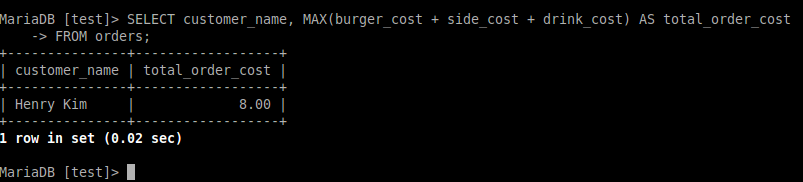 MariaDB [test]> SELECT customer_name, MAX(burger_cost + side_cost + drink_cost) AS total_order_cost
    -> FROM orders;
+---------------+------------------+
| customer_name | total_order_cost |
+---------------+------------------+
| Henry Kim     |             8.00 |
+---------------+------------------+
1 row in set (0.02 sec)
MariaDB [test]>